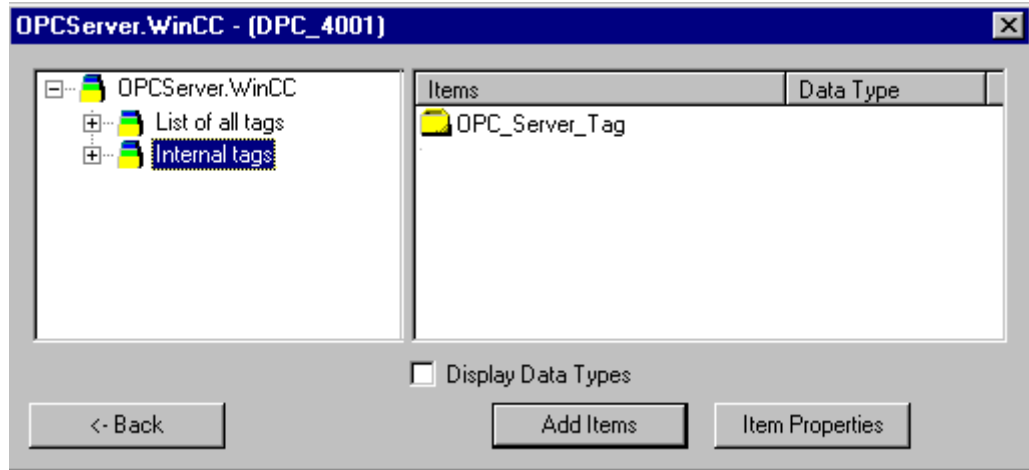 OPCServer.WinCC - (DPC_4001)
OPCServer.WinCC
List of all tags
Internal tags
Items Data Type
OPC_Server_Tag
Display Data Types
<- Back Add Items Item Properties